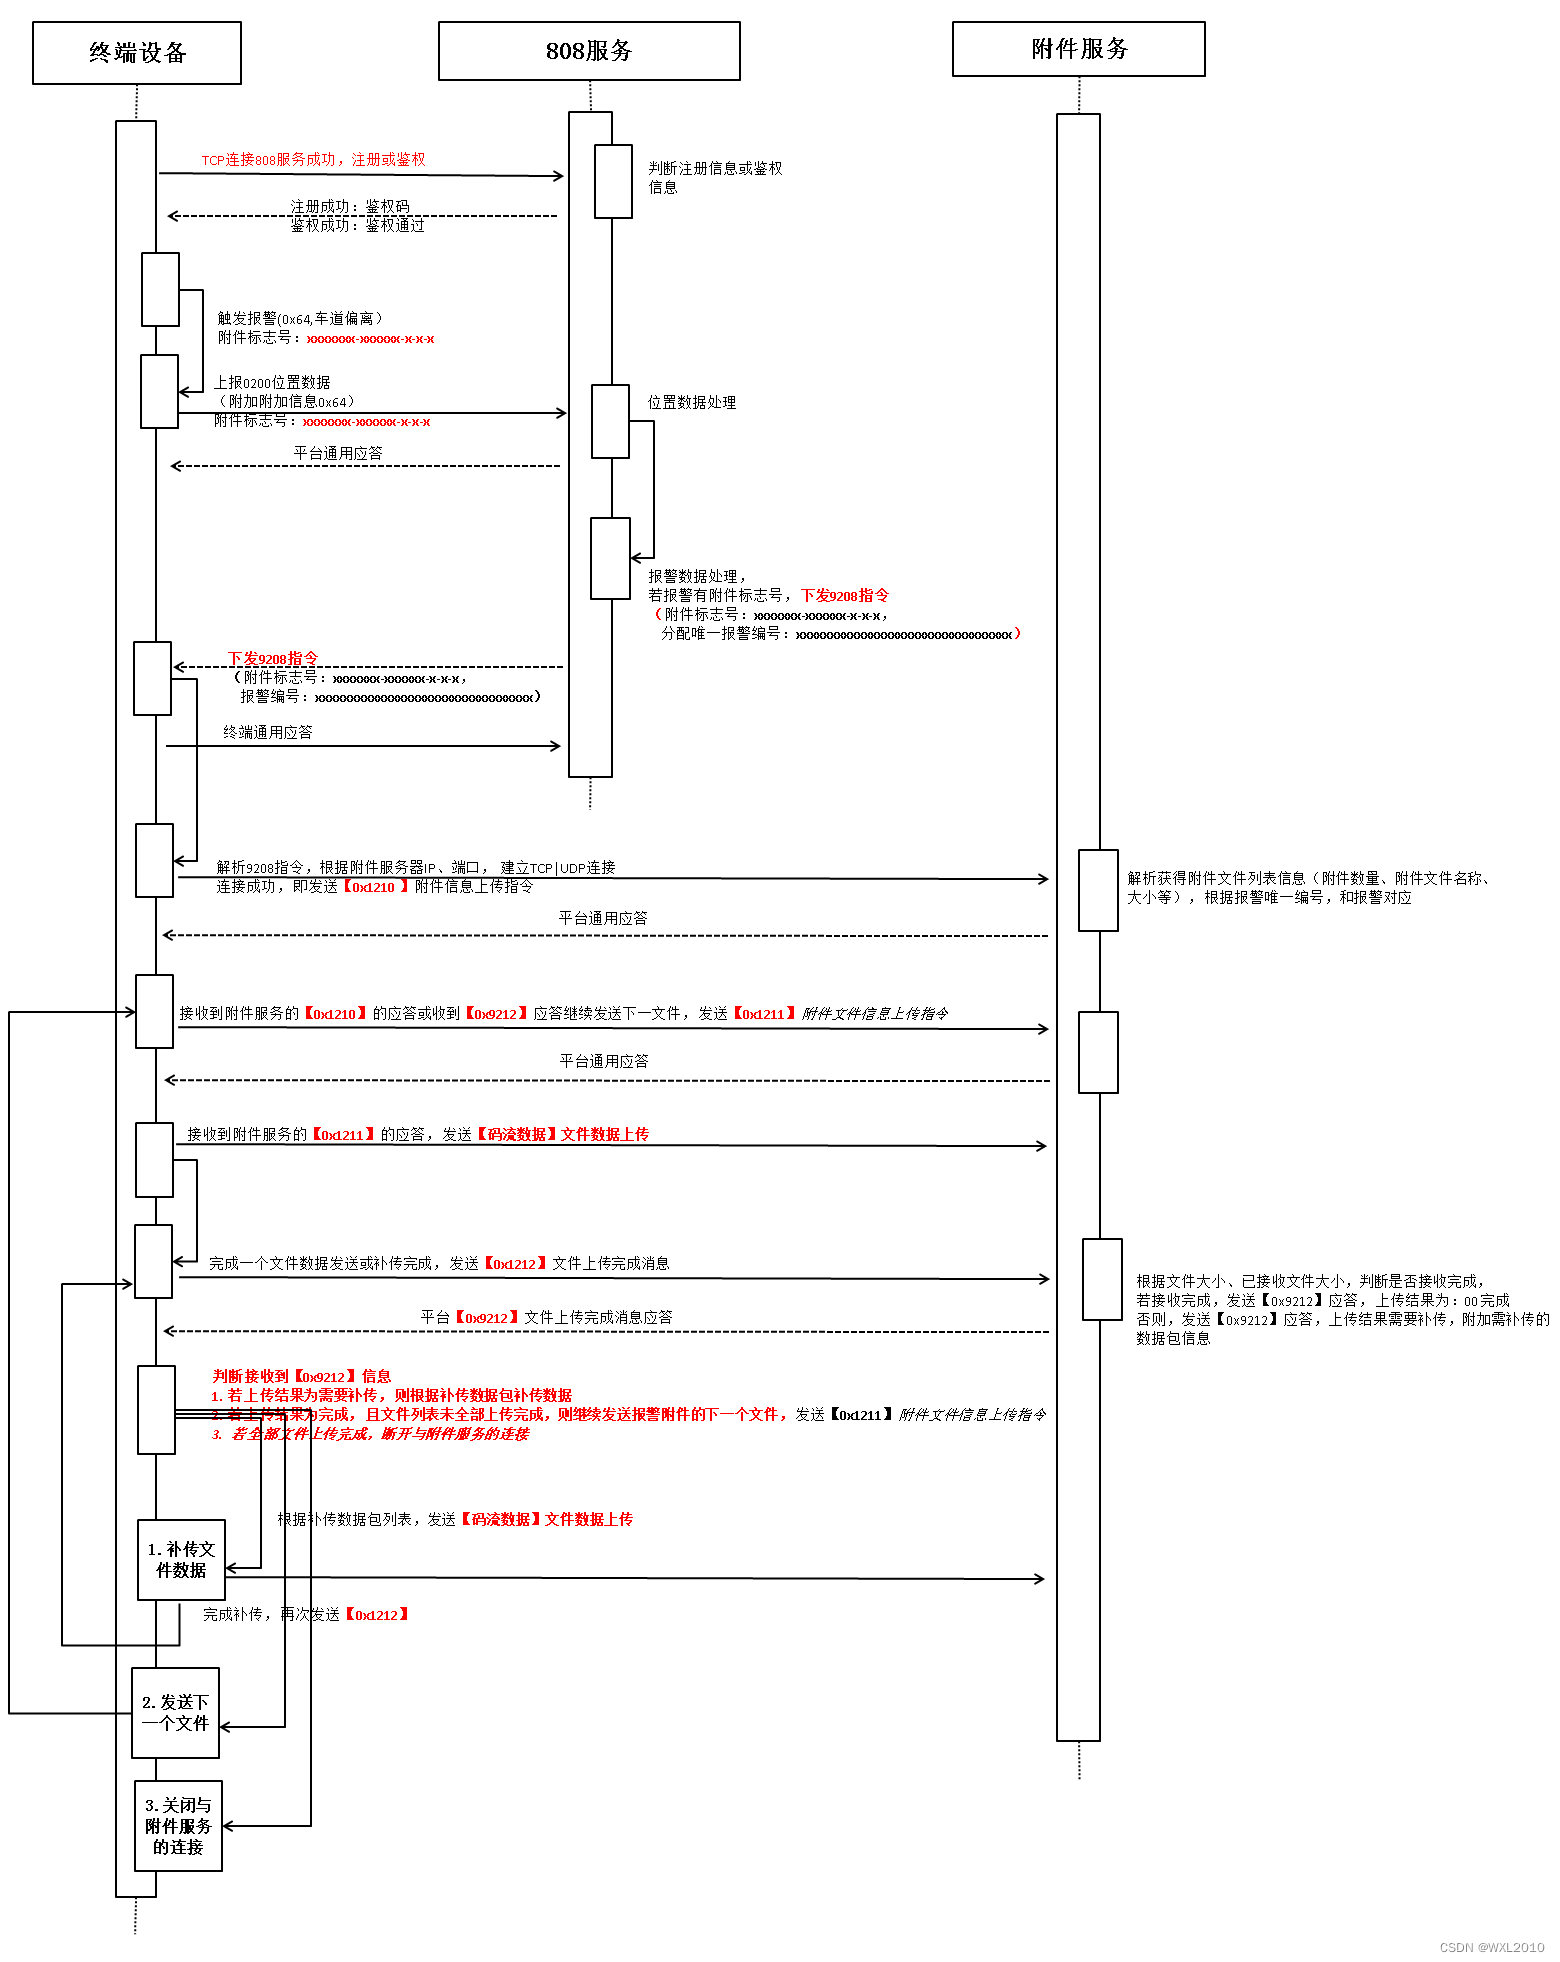 终端设备
808服务
附件服务
TCP连接808服务成功，注册或鉴权
判断注册信息或鉴权
信息
注册成功：鉴权码
鉴权成功：鉴权通过
触发报警(0x64,车道偏离）
附件标志号：xxxxxxx-xxxxxx-x-x-x
上报0200位置数据
（附加附加信息0x64）
附件标志号：xxxxxxx-xxxxxx-x-x-x
位置数据处理
平台通用应答
报警数据处理，
若报警有附件标志号，下发9208指令
（附件标志号：xxxxxxx-xxxxxx-x-x-x，
分配唯一报警编号：xxxxxxxxxxxxxxxxxxxxxxxxxxxxxxxx）
下发9208指令
（附件标志号：xxxxxxx-xxxxxx-x-x-x，
报警编号：xxxxxxxxxxxxxxxxxxxxxxxxxxxxxxxx）
终端通用应答
解析9208指令，根据附件服务器IP、端口， 建立TCP|UDP连接
连接成功，即发送【0x1210 】附件信息上传指令
解析获得附件文件列表信息（附件数量、附件文件名称、
大小等），根据报警唯一编号，和报警对应
平台通用应答
接收到附件服务的【0x1210】的应答或收到【0x9212】应答继续发送下一文件，发送【0x1211】附件文件信息上传指令
平台通用应答
接收到附件服务的【0x1211】的应答，发送【码流数据】文件数据上传
完成一个文件数据发送或补传完成，发送【0x1212】文件上传完成消息
根据文件大小、已接收文件大小，判断是否接收完成，
若接收完成，发送【0x9212】应答，上传结果为：00完成
否则，发送【0x9212】应答，上传结果需要补传，附加需补传的
数据包信息
平台【0x9212】文件上传完成消息应答
判断接收到【0x9212】信息
1.若上传结果为需要补传，则根据补传数据包补传数据
2.若上传结果为完成，且文件列表未全部上传完成，则继续发送报警附件的下一个文件，发送【0x1211】附件文件信息上传指令
3. 若全部文件上传完成，断开与附件服务的连接
根据补传数据包列表，发送【码流数据】文件数据上传
1.补传文
件数据
完成补传，再次发送【0x1212】
2.发送下
一个文件
3.关闭与
附件服务
的连接
CSDN @WXL2010